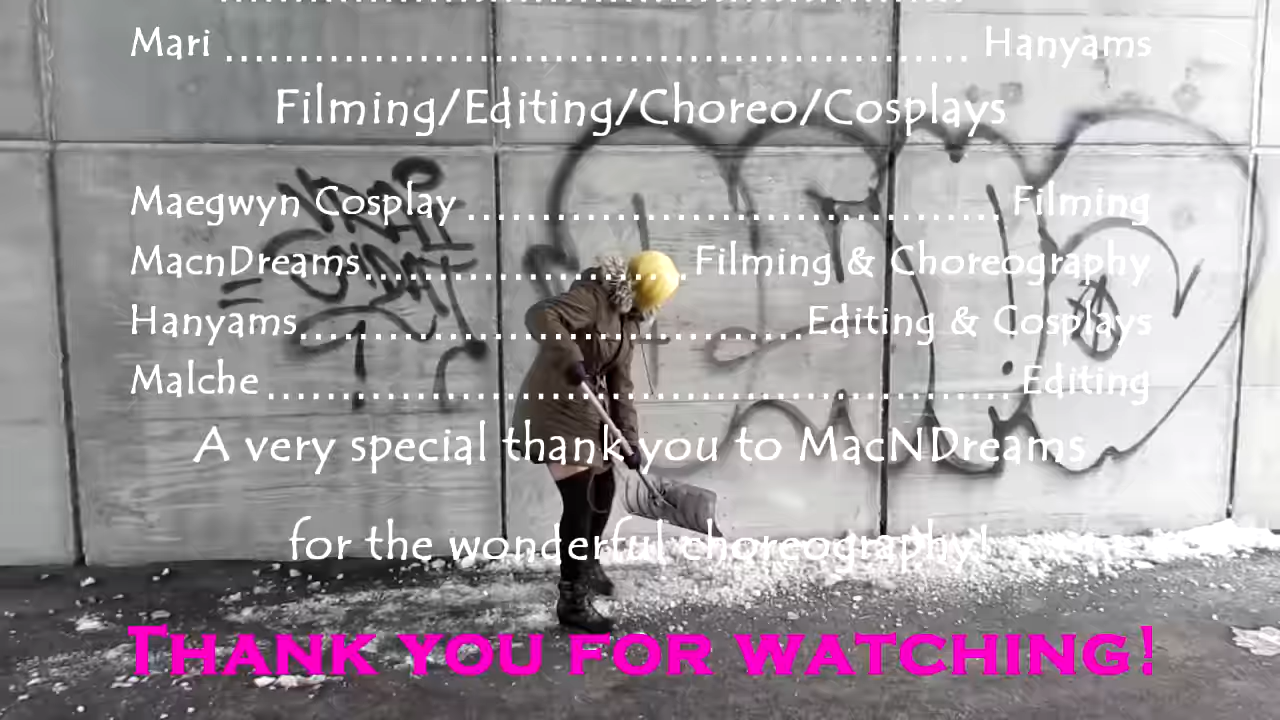 Mari ........................................................ Hanyams
Filming/Editing/Choreo/Cosplays
Maegwyn Cosplay ..................................... Filming
MacnDreams......................Filming & Choreography
Hanyams...................................Editing & Cosplays
Malche ..................................................... Editing
A very special thank you to MacNDreams
for the wonderful choreography!
Thank you for watching!